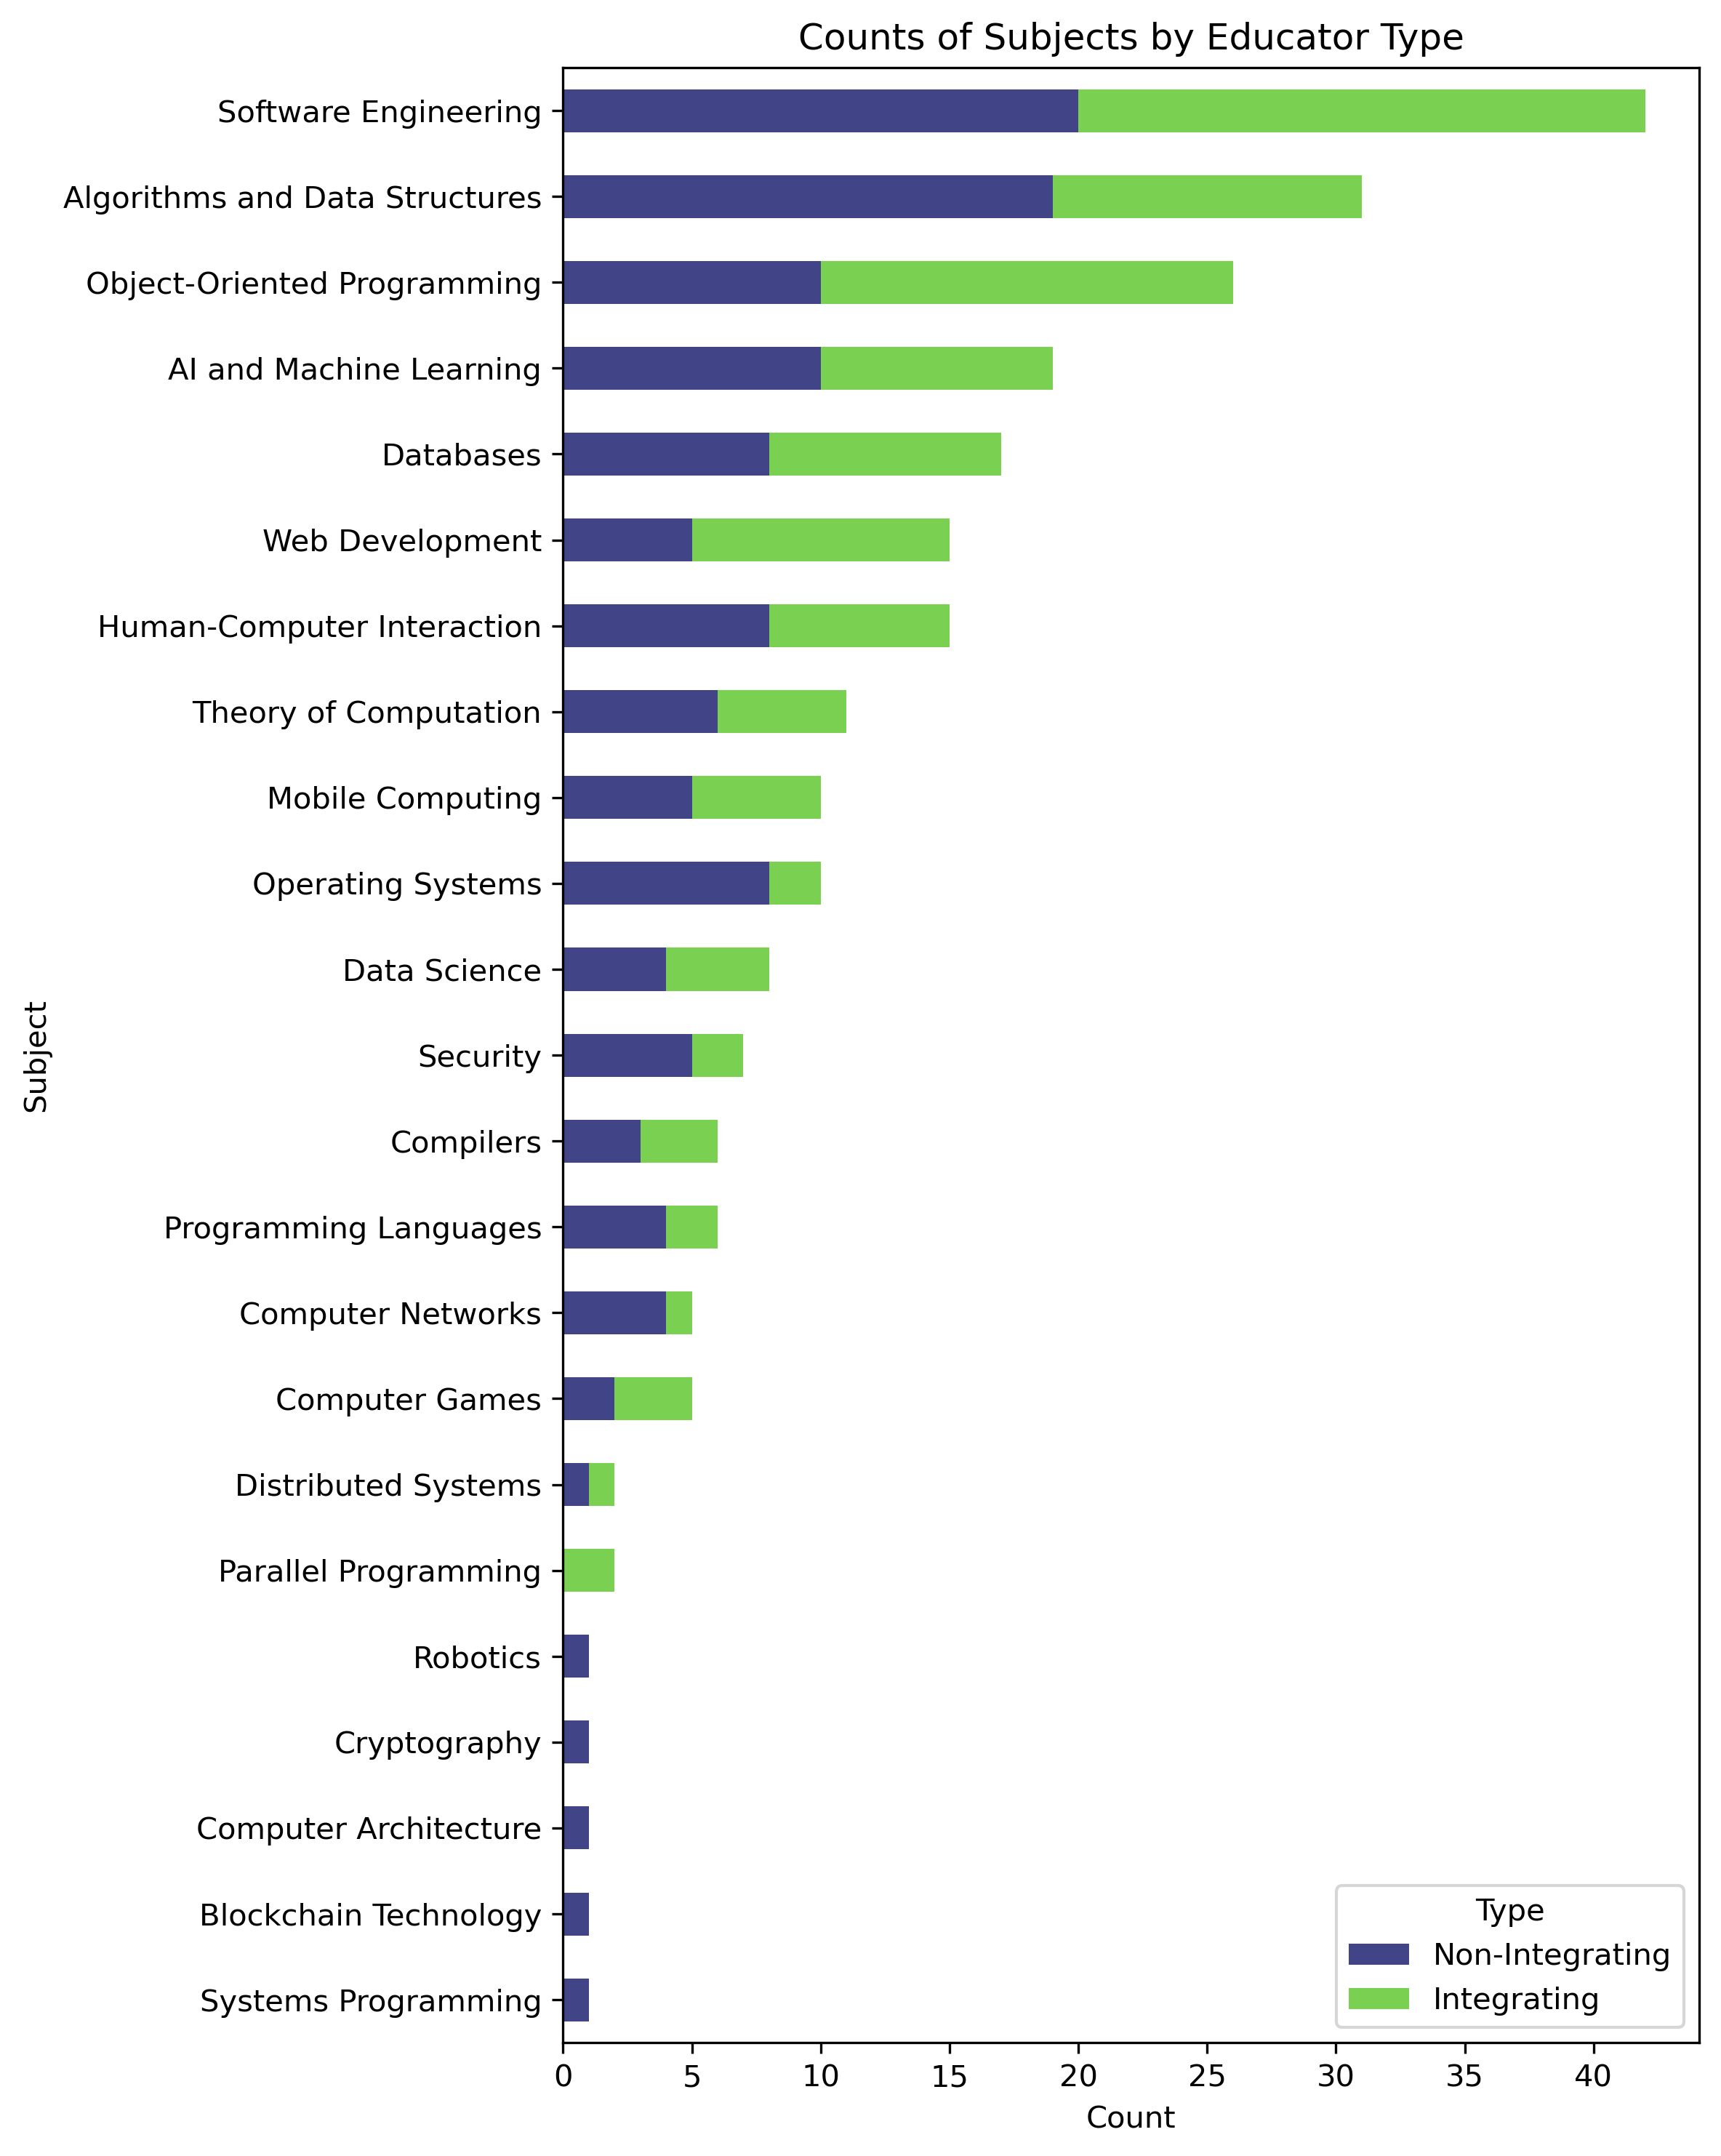 Counts of Subjects by Educator Type
Software Engineering
Algorithms and Data Structures
Object-Oriented Programming
AI and Machine Learning
Databases
Web Development
Human-Computer Interaction
Theory of Computation
Mobile Computing
Operating Systems
Data Science
Security
Compilers
Programming Languages
Computer Networks
Computer Games
Distributed Systems
Parallel Programming
Robotics
Cryptography
Computer Architecture
Blockchain Technology
Systems Programming
Subject
Type
Non-Integrating
Integrating
0 5 10 15 20 25 30 35 40
Count